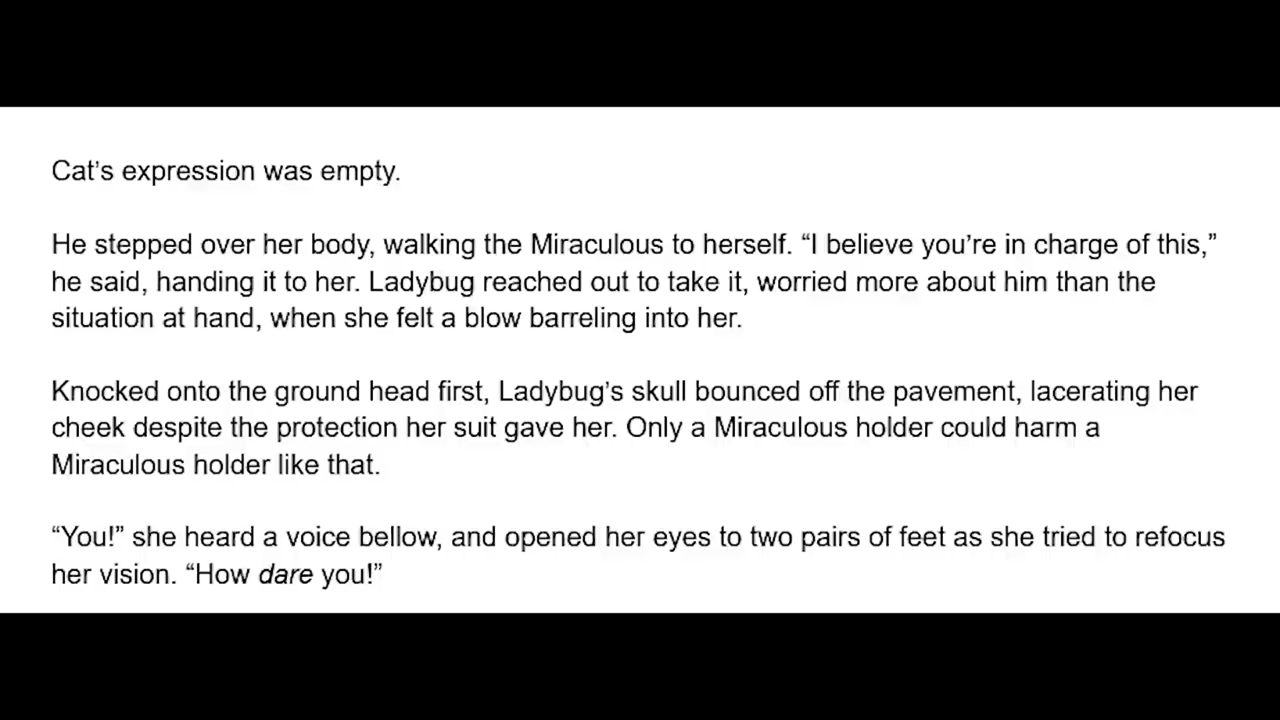 Cat’s expression was empty.
He stepped over her body, walking the Miraculous to herself. “I believe you’re in charge of this,”
he said, handing it to her. Ladybug reached out to take it, worried more about him than the
situation at hand, when she felt a blow barreling into her.
Knocked onto the ground head first, Ladybug’s skull bounced off the pavement, lacerating her
cheek despite the protection her suit gave her. Only a Miraculous holder could harm a
Miraculous holder like that.
“You!” she heard a voice bellow, and opened her eyes to two pairs of feet as she tried to refocus
her vision. “How dare you!”